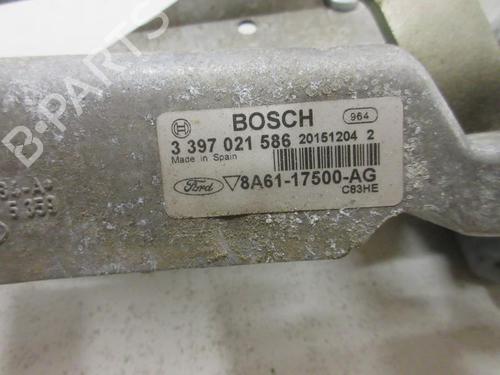 B-PARTS
BOSCH 964
3 397 021 586 20151204 2
Made in Spain
Ford 8A61-17500-AG
C83HE